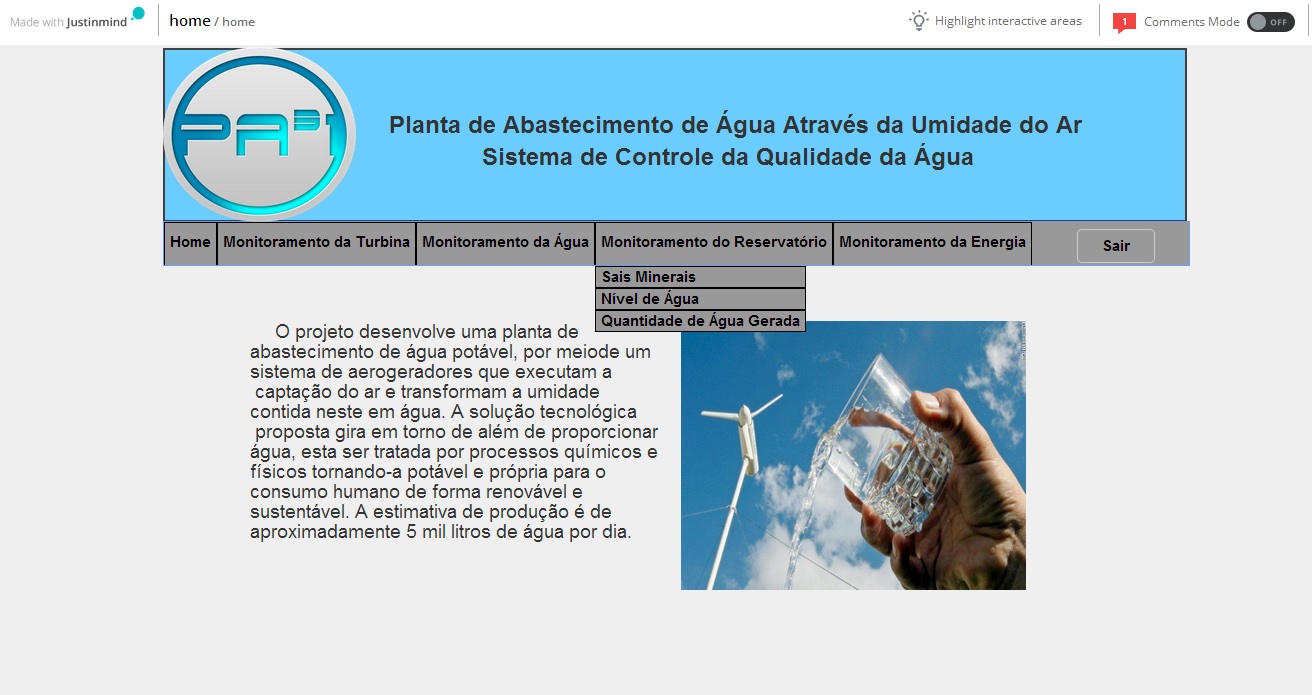 Made with Justinmind
home / home
Highlight interactive areas
1
Comments Mode
OFF
PA31
Planta de Abastecimento de Água Através da Umidade do Ar
Sistema de Controle da Qualidade da Água
Home
Monitoramento da Turbina
Monitoramento da Água
Monitoramento do Reservatório
Monitoramento da Energia
Sair
Sais Minerais
Nível de Água
Quantidade de Água Gerada
O projeto desenvolve uma planta de
abastecimento de água potável, por meiode um
sistema de aerogeradores que executam a
captação do ar e transformam a umidade
contida neste em água. A solução tecnológica
proposta gira em torno de além de proporcionar
água, esta ser tratada por processos químicos e
físicos tornando-a potável e própria para o
consumo humano de forma renovável e
sustentável. A estimativa de produção é de
aproximadamente 5 mil litros de água por dia.